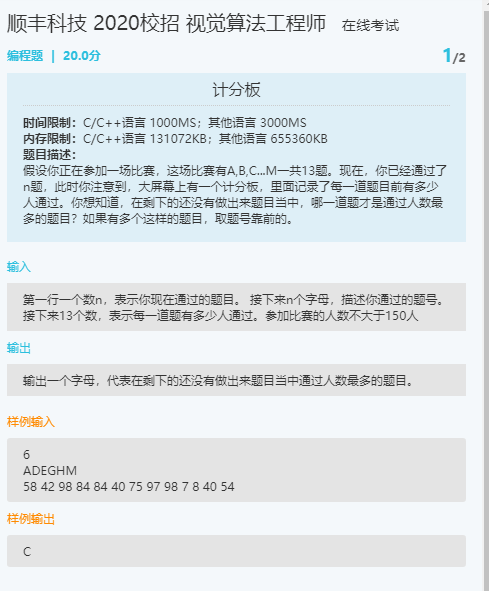 顺丰科技 2020校招 视觉算法工程师 在线考试
编程题 | 20.0分 1/2
计分板
时间限制：C/C++语言 1000MS；其他语言 3000MS
内存限制：C/C++语言 131072KB；其他语言 655360KB
题目描述：
假设你正在参加一场比赛，这场比赛有A,B,C...M一共13题。现在，你已经通过了
n题，此时你注意到，大屏幕上有一个计分板，里面记录了每一道题目前有多少
人通过。你想知道，在剩下的还没有做出来题目当中，哪一道题才是通过人数最
多的题目？如果有多个这样的题目，取题号靠前的。
输入
第一行一个数n，表示你现在通过的题目。 接下来n个字母，描述你通过的题号。
接下来13个数，表示每一道题有多少人通过。参加比赛的人数不大于150人
输出
输出一个字母，代表在剩下的还没有做出来题目当中通过人数最多的题目。
样例输入
6
ADEGHM
58 42 98 84 84 40 75 97 98 7 8 40 54
样例输出
C